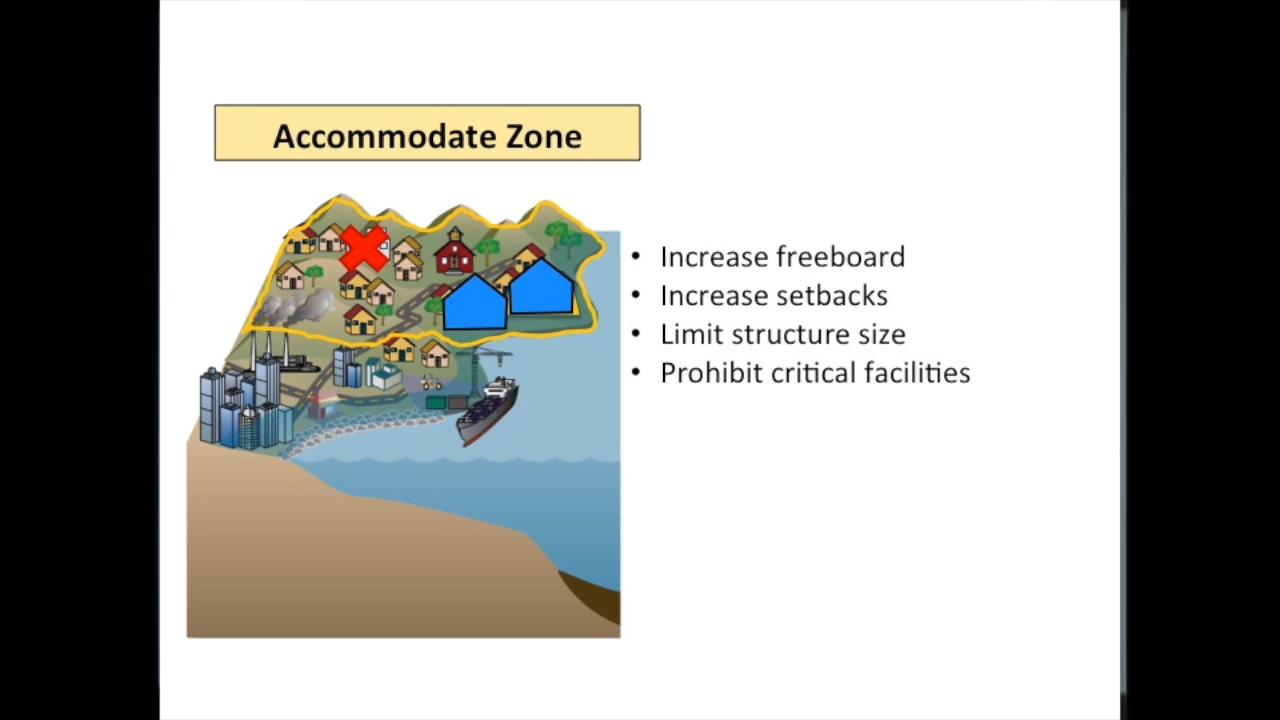 Accommodate Zone
• Increase freeboard
• Increase setbacks
• Limit structure size
• Prohibit critical facilities